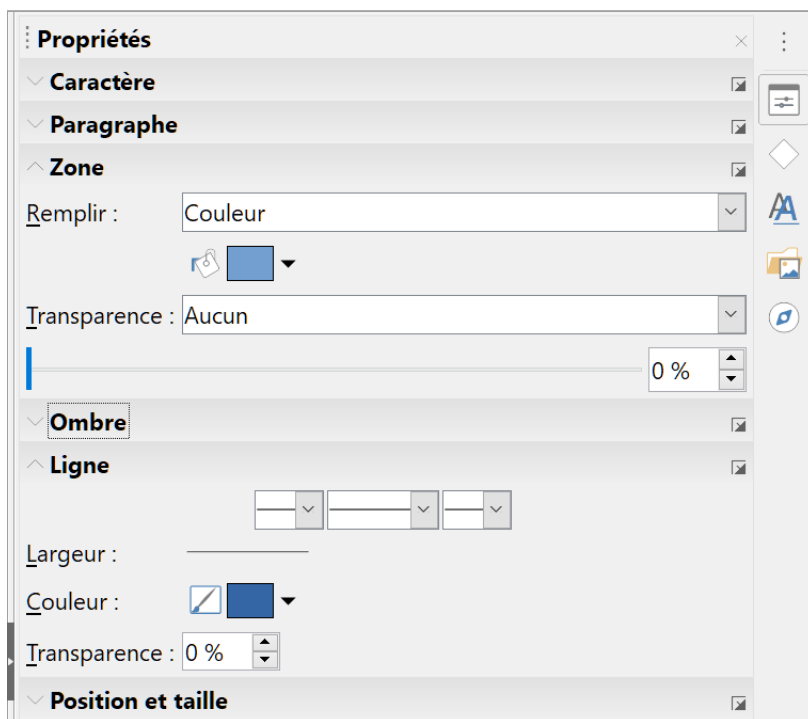 Propriétés
Caractère
Paragraphe
Zone
Remplir : Couleur
Transparence : Aucun
0 %
Ombre
Ligne
Largeur :
Couleur :
Transparence : 0 %
Position et taille